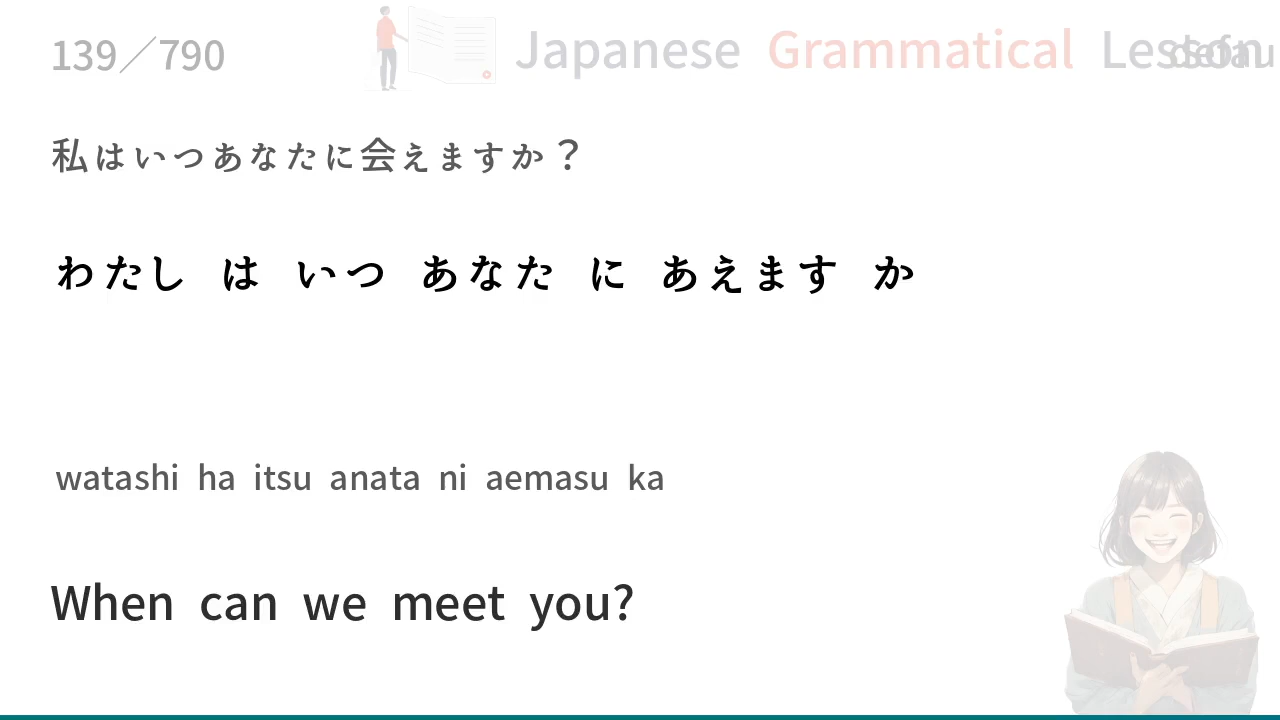 139／790
Japanese Grammatical Lesson
私はいつあなたに会えますか？
わたし は いつ あなた に あえます か
watashi ha itsu anata ni aemasu ka
When can we meet you?